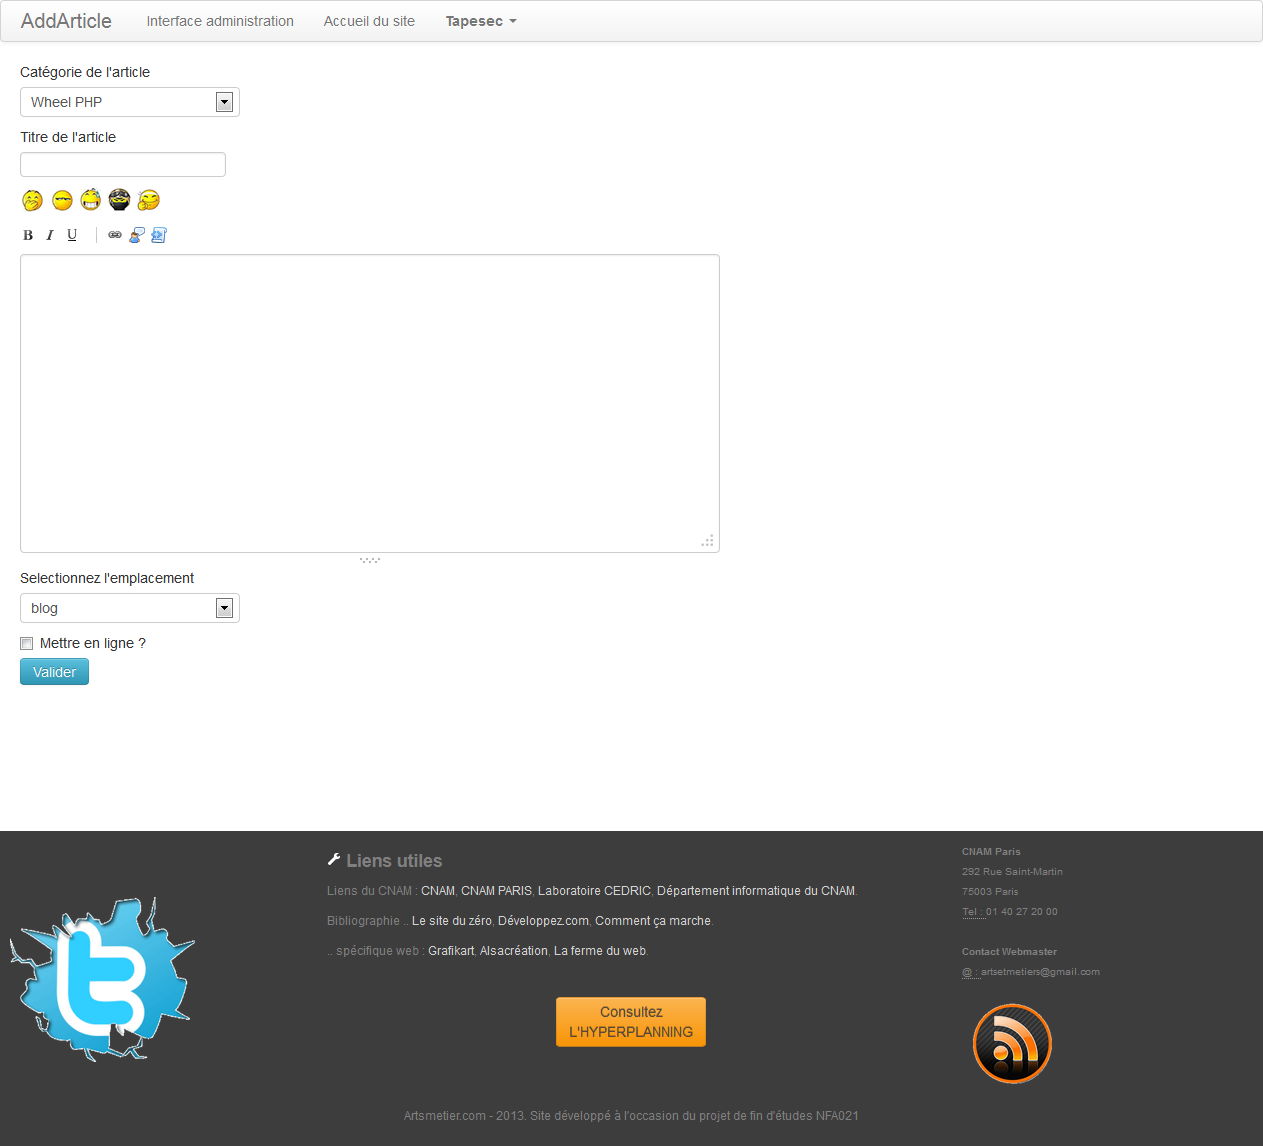 AddArticle Interface administration Accueil du site Tapesec
Catégorie de l'article
Wheel PHP
Titre de l'article
B I U
Selectionnez l'emplacement
blog
Mettre en ligne ?
Valider
Liens utiles
Liens du CNAM : CNAM, CNAM PARIS, Laboratoire CEDRIC, Département informatique du CNAM.
Bibliographie .. Le site du zéro, Développez.com, Comment ça marche.
.. spécifique web : Grafikart, Alsacréation, La ferme du web.
Consultez
L'HYPERPLANNING
CNAM Paris
292 Rue Saint-Martin
75003 Paris
Tel : 01 40 27 20 00
Contact Webmaster
@ : artsetmetiers@gmail.com
Artsmetier.com - 2013. Site développé à l'occasion du projet de fin d'études NFA021